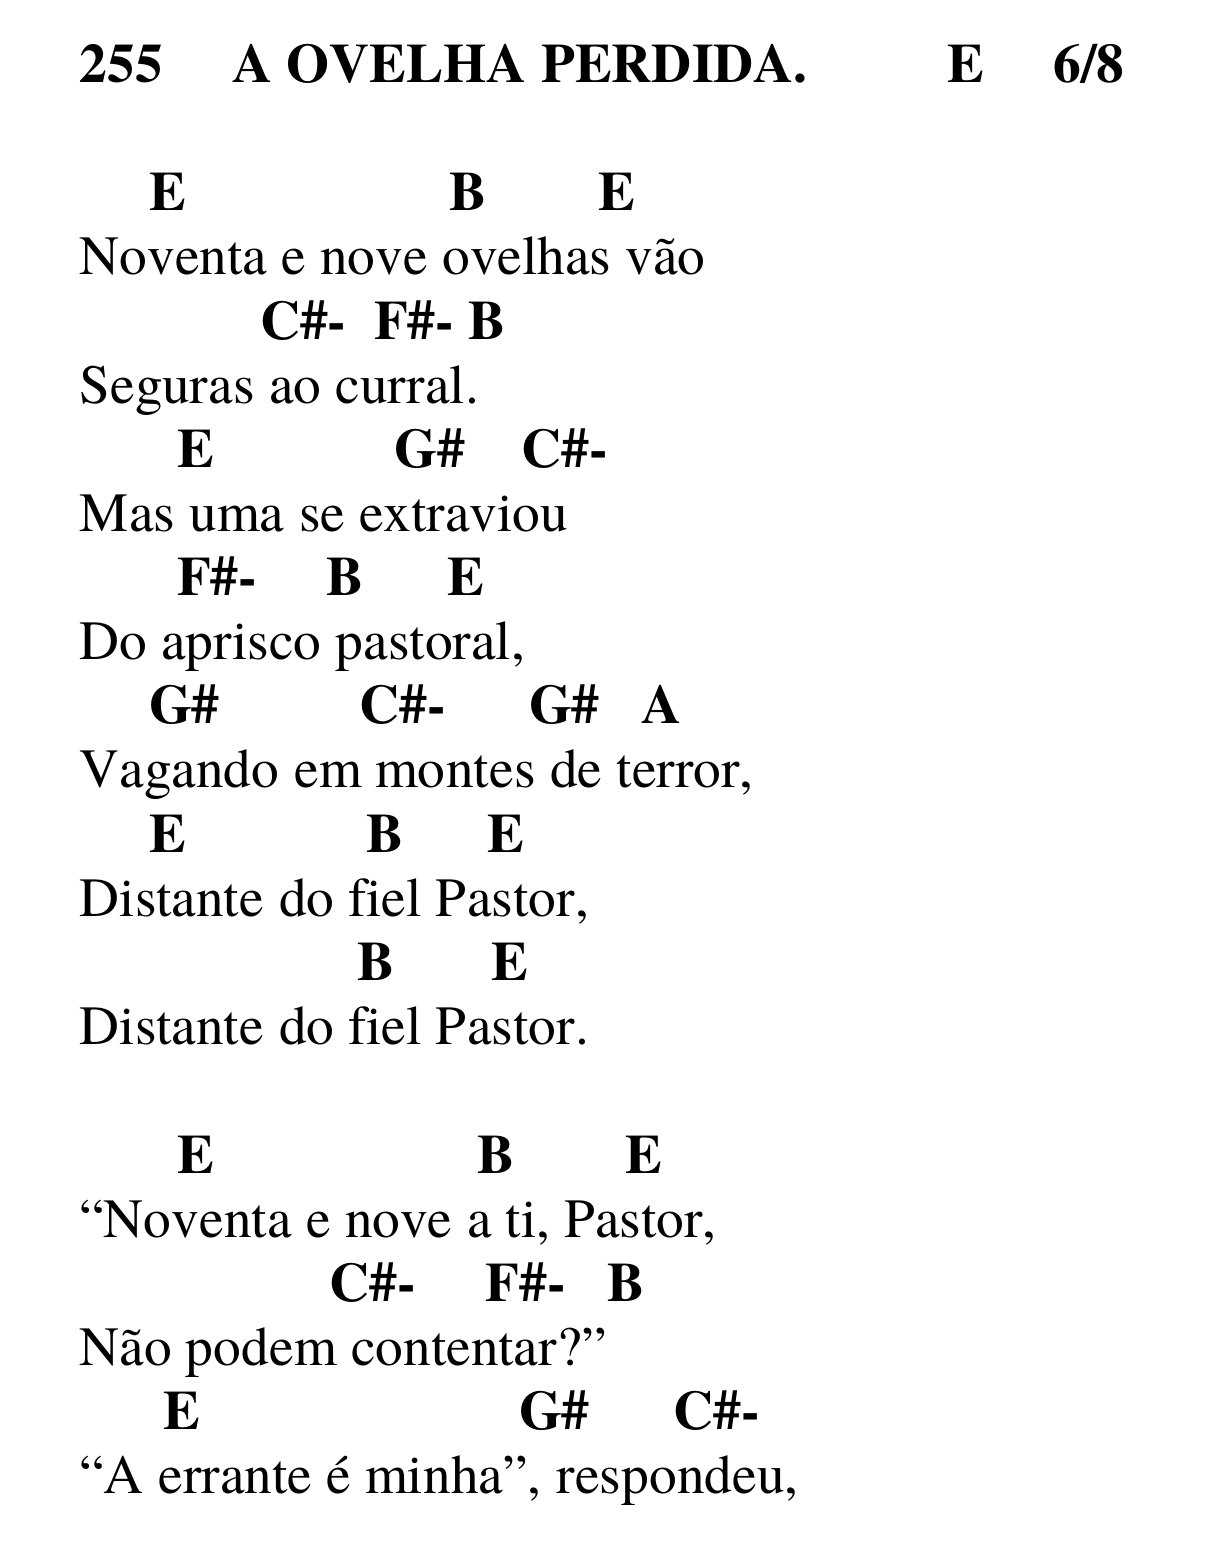 255 A OVELHA PERDIDA. E 6/8
E B E
Noventa e nove ovelhas vão
C#- F#- B
Seguras ao curral.
E G# C#-
Mas uma se extraviou
F#- B E
Do aprisco pastoral,
G# C#- G# A
Vagando em montes de terror,
E B E
Distante do fiel Pastor,
B E
Distante do fiel Pastor.
E B E
“Noventa e nove a ti, Pastor,
C#- F#- B
Não podem contentar?”
E G# C#-
“A errante é minha”, respondeu,